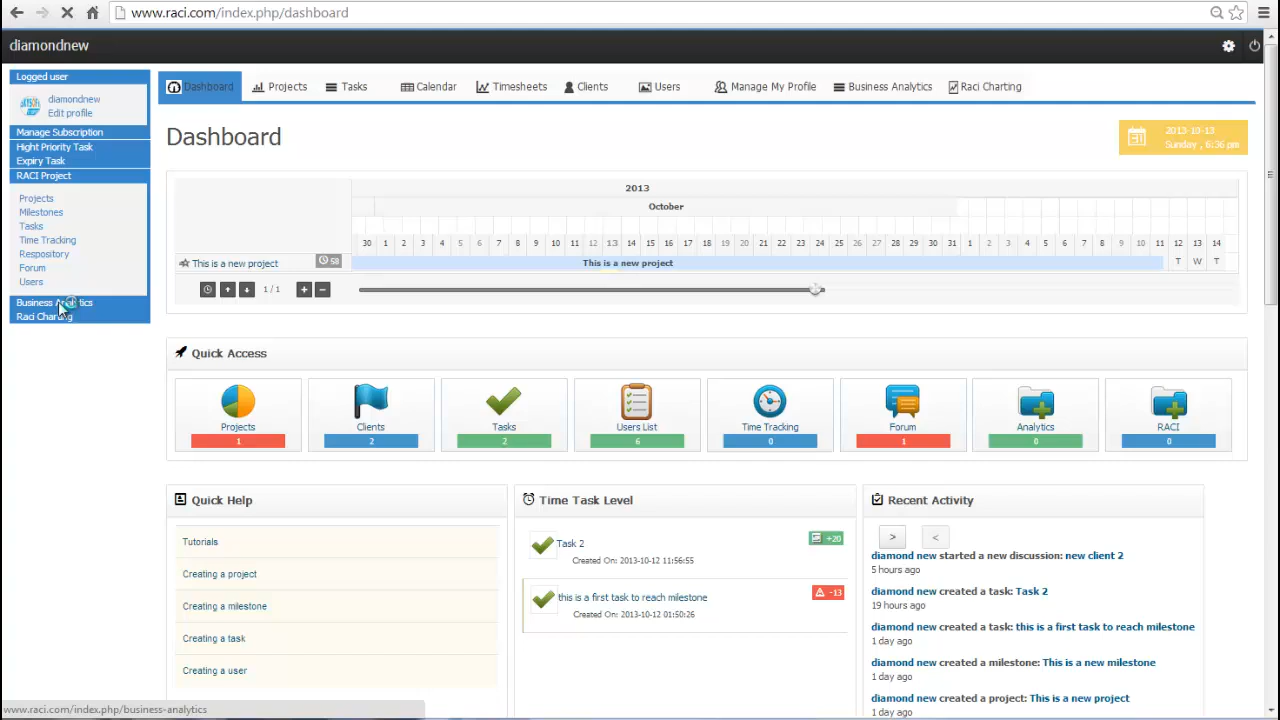 www.raci.com/index.php/dashboard
diamondnew
Logged user
diamondnew
Edit profile
Manage Subscription
Hight Priority Task
Expiry Task
RACI Project
Projects
Milestones
Tasks
Time Tracking
Repository
Forum
Users
Business Analytics
Raci Charting
Dashboard Projects Tasks Calendar Timesheets Clients Users Manage My Profile Business Analytics Raci Charting
Dashboard
2013-10-13
Sunday , 6:36 pm
2013
October
30 1 2 3 4 5 6 7 8 9 10 11 12 13 14 15 16 17 18 19 20 21 22 23 24 25 26 27 28 29 30 31 1 2 3 4 5 6 7 8 9 10 11 12 13 14
This is a new project 58 This is a new project T W T
1 / 1
Quick Access
Projects Clients Tasks Users List Time Tracking Forum Analytics RACI
1 2 2 6 0 1 0 0
Quick Help
Tutorials
Creating a project
Creating a milestone
Creating a task
Creating a user
Time Task Level
Task 2 +20
Created On: 2013-10-12 11:56:55
this is a first task to reach milestone -13
Created On: 2013-10-12 01:50:26
Recent Activity
> <
diamond new started a new discussion: new client 2
5 hours ago
diamond new created a task: Task 2
19 hours ago
diamond new created a task: this is a first task to reach milestone
1 day ago
diamond new created a milestone: This is a new milestone
1 day ago
diamond new created a project: This is a new project
1 day ago
www.raci.com/index.php/business-analytics